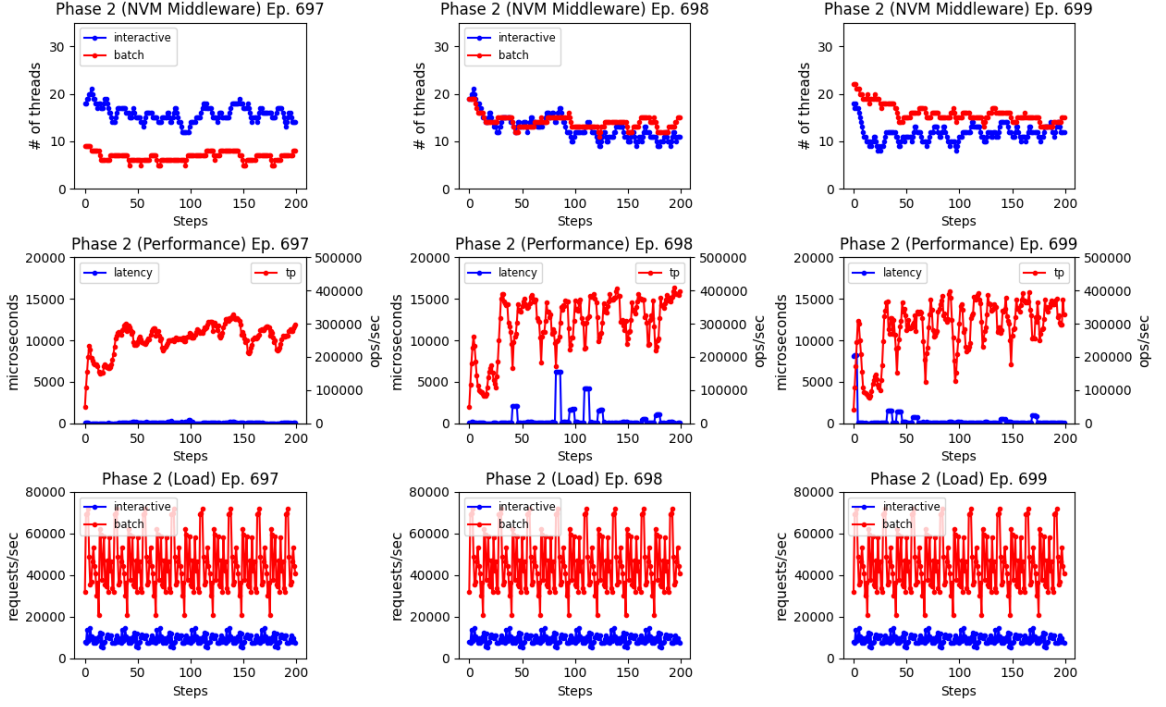 Phase 2 (NVM Middleware) Ep. 697
Phase 2 (NVM Middleware) Ep. 698
Phase 2 (NVM Middleware) Ep. 699
# of threads
30
20
10
0
interactive
batch
0 50 100 150 200
Steps
# of threads
30
20
10
0
interactive
batch
0 50 100 150 200
Steps
# of threads
30
20
10
0
interactive
batch
0 50 100 150 200
Steps
Phase 2 (Performance) Ep. 697
Phase 2 (Performance) Ep. 698
Phase 2 (Performance) Ep. 699
microseconds
20000
15000
10000
5000
0
latency
tp
500000
400000
300000
200000
100000
0
ops/sec
0 50 100 150 200
Steps
microseconds
20000
15000
10000
5000
0
latency
tp
500000
400000
300000
200000
100000
0
ops/sec
0 50 100 150 200
Steps
microseconds
20000
15000
10000
5000
0
latency
tp
500000
400000
300000
200000
100000
0
ops/sec
0 50 100 150 200
Steps
Phase 2 (Load) Ep. 697
Phase 2 (Load) Ep. 698
Phase 2 (Load) Ep. 699
requests/sec
80000
60000
40000
20000
0
interactive
batch
0 50 100 150 200
Steps
requests/sec
80000
60000
40000
20000
0
interactive
batch
0 50 100 150 200
Steps
requests/sec
80000
60000
40000
20000
0
interactive
batch
0 50 100 150 200
Steps